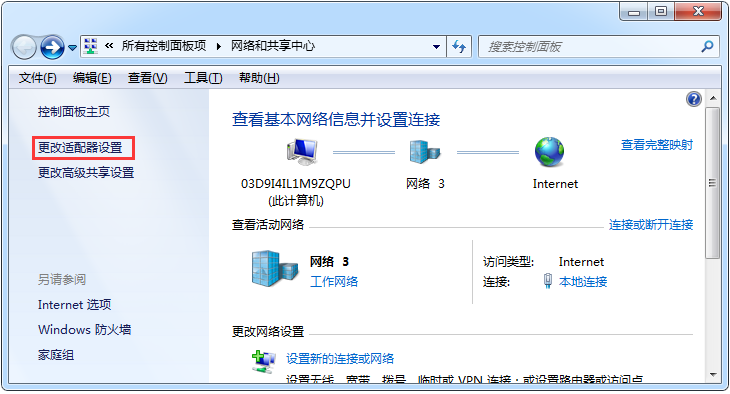 « 所有控制面板项 ▸ 网络和共享中心
搜索控制面板
文件(F) 编辑(E) 查看(V) 工具(T) 帮助(H)
控制面板主页
更改适配器设置
更改高级共享设置
另请参阅
Internet 选项
Windows 防火墙
家庭组
查看基本网络信息并设置连接
查看完整映射
03D9I4IL1M9ZQPU
(此计算机)
网络 3
Internet
查看活动网络
连接或断开连接
网络 3
工作网络
访问类型: Internet
连接: 本地连接
更改网络设置
设置新的连接或网络
设置无线、宽带、拨号、临时或 VPN 连接；或设置路由器或访问点